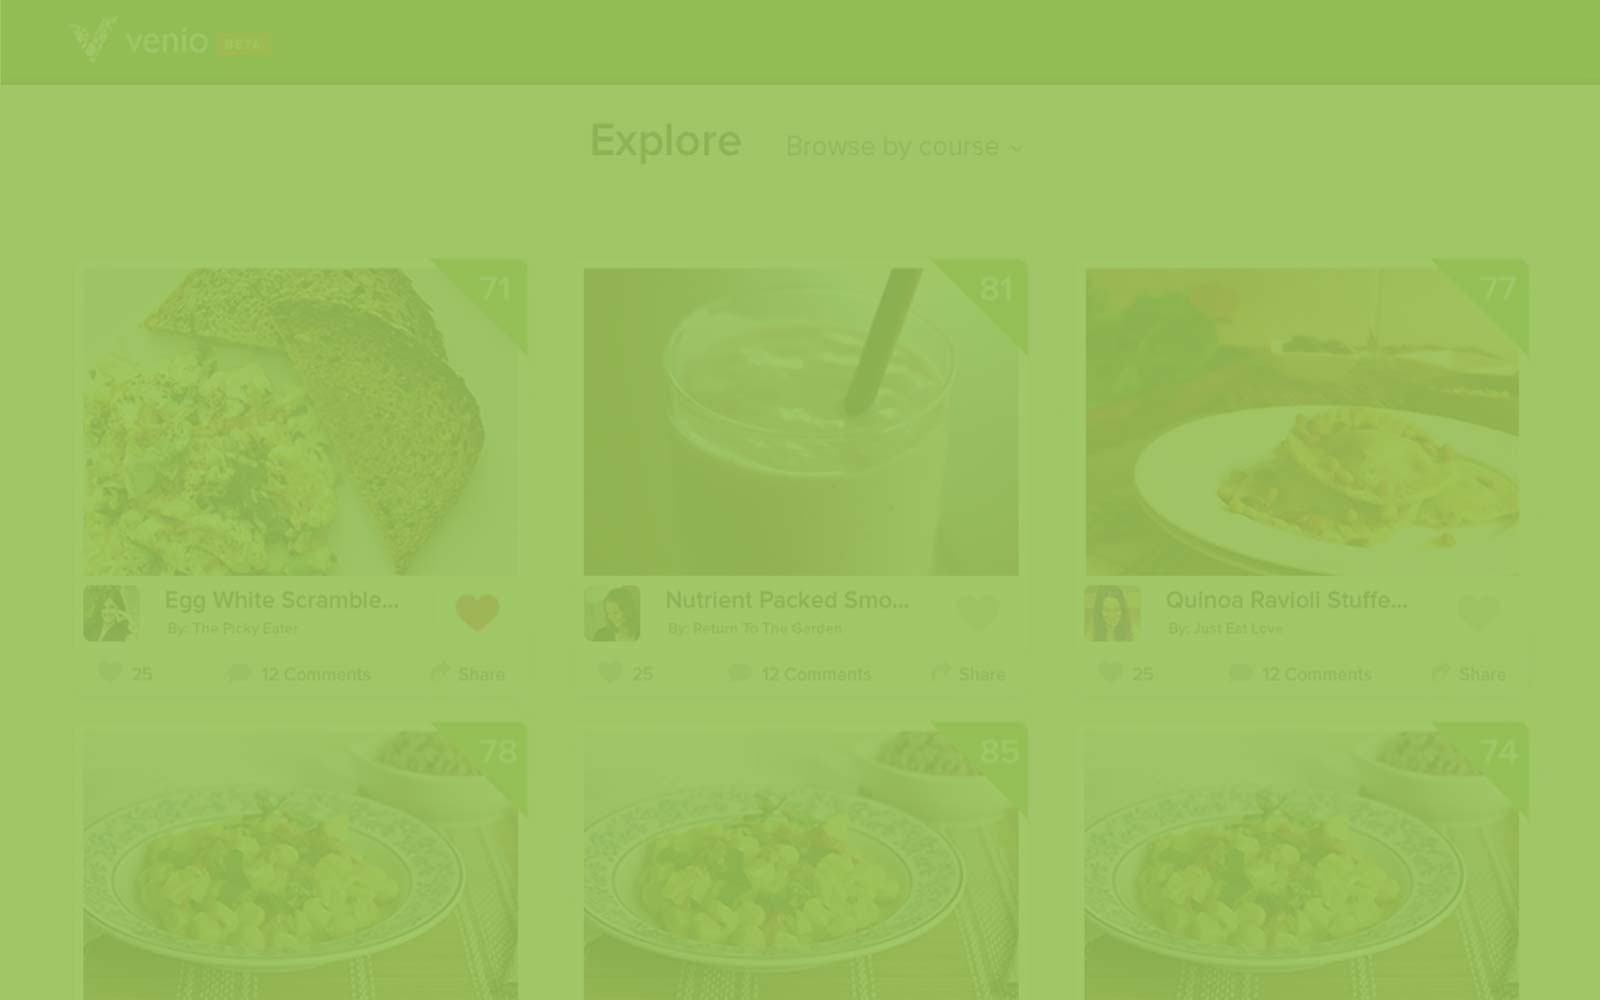 venio BETA
Explore Browse by course
71
81
77
Egg White Scramble...
By: The Picky Eater
25 12 Comments Share
Nutrient Packed Smo...
By: Return To The Garden
25 12 Comments Share
Quinoa Ravioli Stuffe...
By: Just Eat Love
25 12 Comments Share
78
85
74